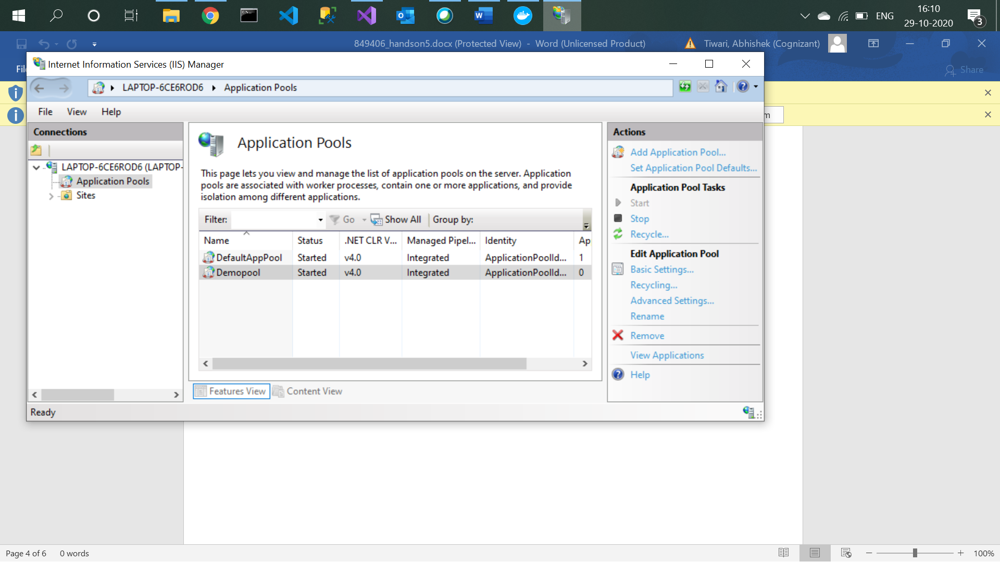 ENG
16:10
29-10-2020
3
849406_handson5.docx (Protected View) - Word (Unlicensed Product)
Tiwari, Abhishek (Cognizant)
Share
Internet Information Services (IIS) Manager
LAPTOP-6CE6ROD6
Application Pools
File
View
Help
Connections
LAPTOP-6CE6ROD6 (LAPTOP-
Application Pools
Sites
Application Pools
This page lets you view and manage the list of application pools on the server. Application
pools are associated with worker processes, contain one or more applications, and provide
isolation among different applications.
Filter:
Go
Show All
Group by:
Name Status .NET CLR V... Managed Pipel... Identity Ap
DefaultAppPool Started v4.0 Integrated ApplicationPoolId... 1
Demopool Started v4.0 Integrated ApplicationPoolId... 0
Features View
Content View
Actions
Add Application Pool...
Set Application Pool Defaults...
Application Pool Tasks
Start
Stop
Recycle...
Edit Application Pool
Basic Settings...
Recycling...
Advanced Settings...
Rename
Remove
View Applications
Help
Ready
Page 4 of 6
0 words
100%